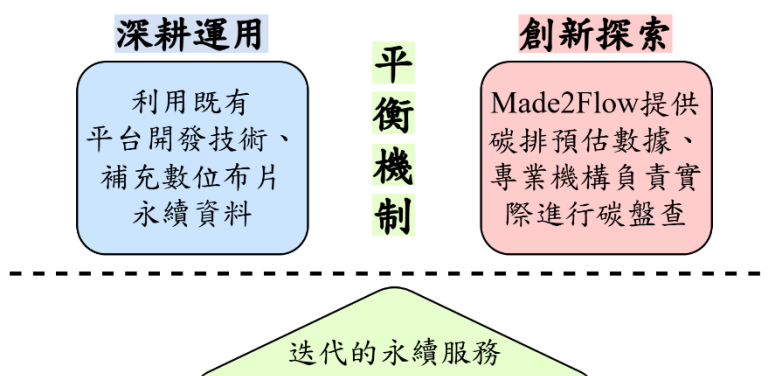 深耕運用
利用既有
平台開發技術、
補充數位布片
永續資料
平衡機制
創新探索
Made2Flow提供
碳排預估數據、
專業機構負責實
際進行碳盤查
迭代的永續服務